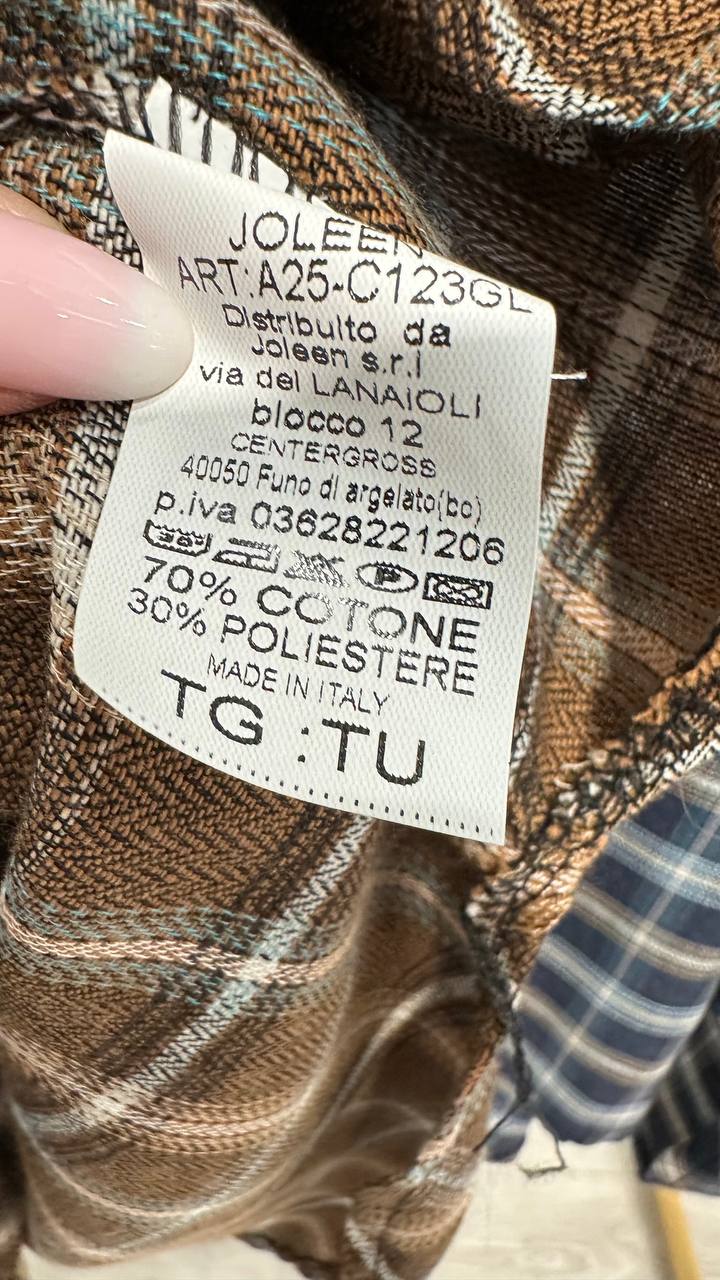 JOLEEN
ART:A25-C123GL
Distribuito da
Joleen s.r.l
via dei LANAIOLI
blocco 12
CENTERGROSS
40050 Funo di argelato(bo)
p.iva 03628221206
P
70% COTONE
30% POLIESTERE
MADE IN ITALY
TG :TU